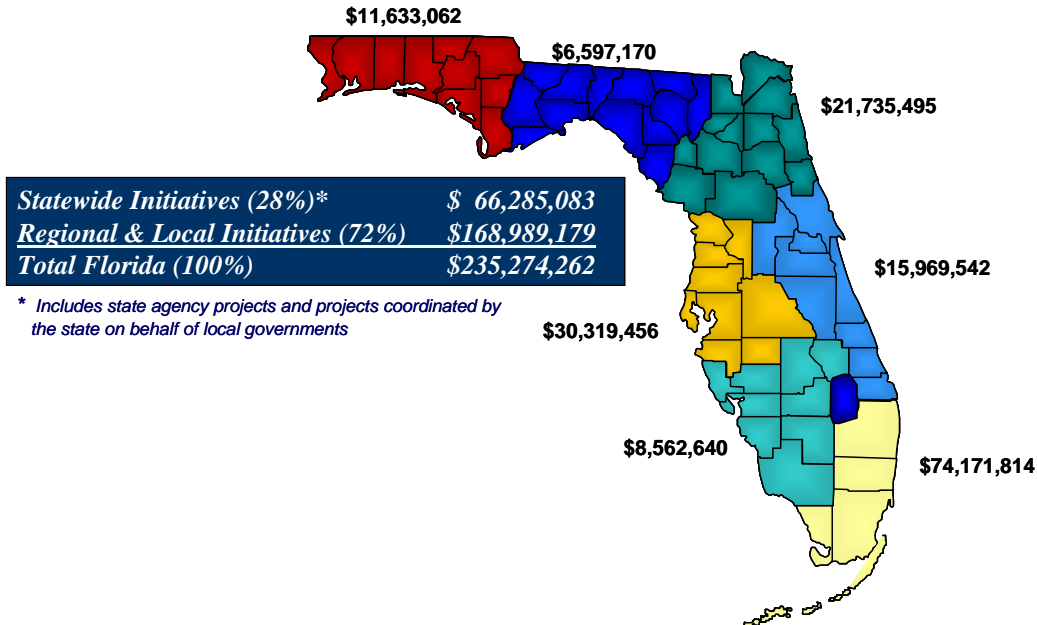 $11,633,062
$6,597,170
$21,735,495
Statewide Initiatives (28%)* $ 66,285,083
Regional & Local Initiatives (72%) $168,989,179
Total Florida (100%) $235,274,262
$15,969,542
* Includes state agency projects and projects coordinated by
the state on behalf of local governments
$30,319,456
$8,562,640
$74,171,814